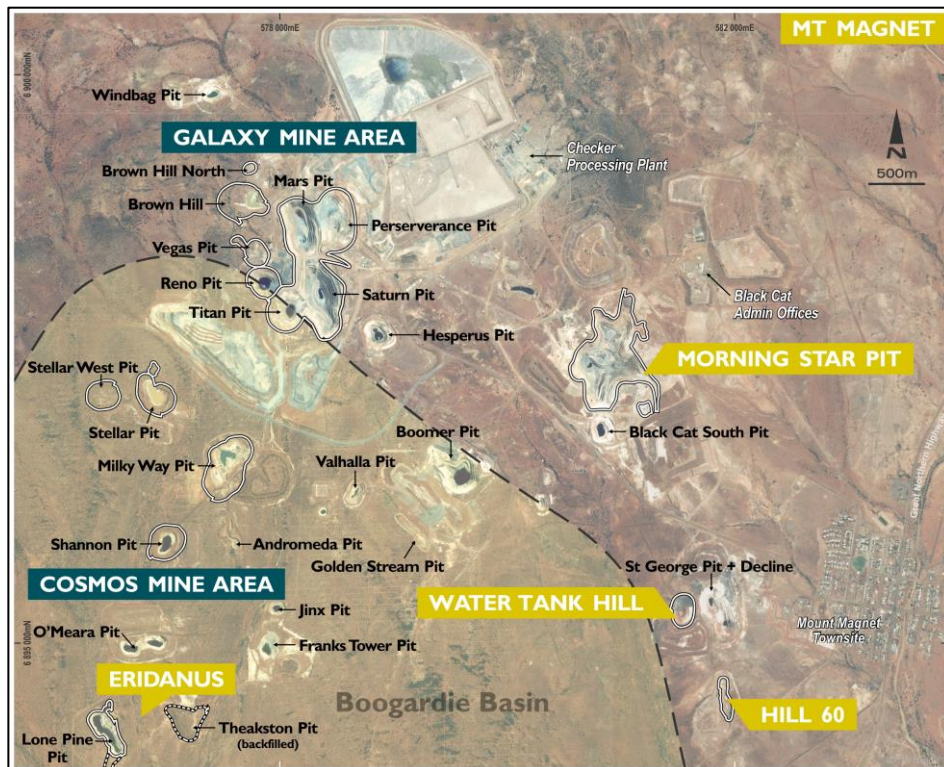 578 000mE
582 000mE
MT MAGNET
6 900 000mN
Windbag Pit
N
500m
GALAXY MINE AREA
Checker
Processing Plant
Brown Hill North
Mars Pit
Brown Hill
Perserverance Pit
Vegas Pit
Reno Pit
Saturn Pit
Titan Pit
Black Cat
Admin Offices
Hesperus Pit
MORNING STAR PIT
Stellar West Pit
Stellar Pit
Black Cat South Pit
Boomer Pit
Milky Way Pit
Valhalla Pit
Great Northern Highway
Shannon Pit
Andromeda Pit
Golden Stream Pit
St George Pit + Decline
COSMOS MINE AREA
WATER TANK HILL
Jinx Pit
Mount Magnet
Townsite
6 895 000mN
O'Meara Pit
Franks Tower Pit
ERIDANUS
Boogardie Basin
HILL 60
Theakston Pit
(backfilled)
Lone Pine
Pit